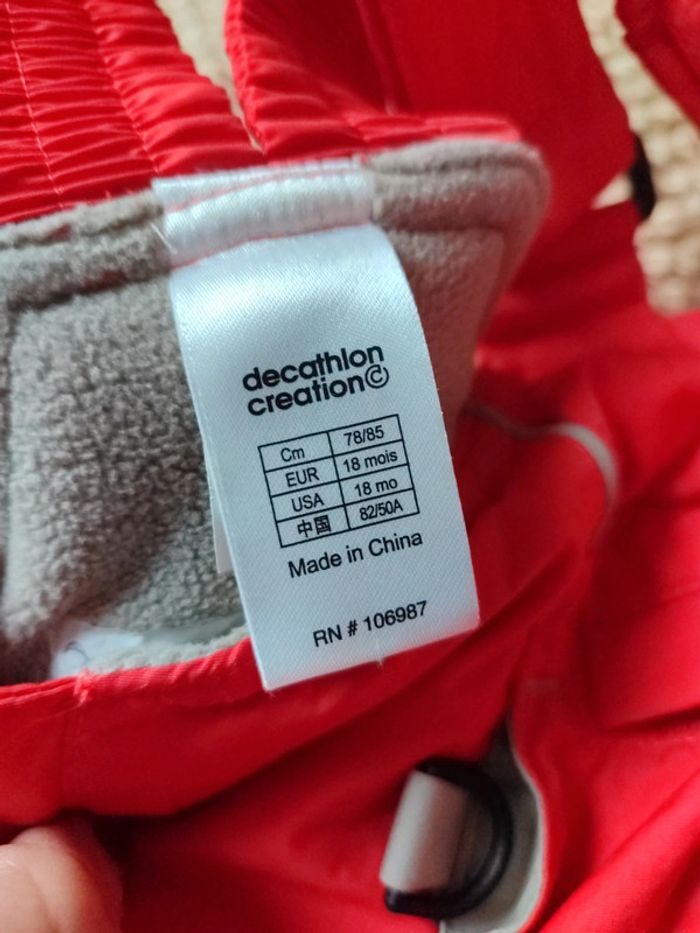 decathlon
creation©
Cm 78/85
EUR 18 mois
USA 18 mo
中国 82/50A
Made in China
RN # 106987